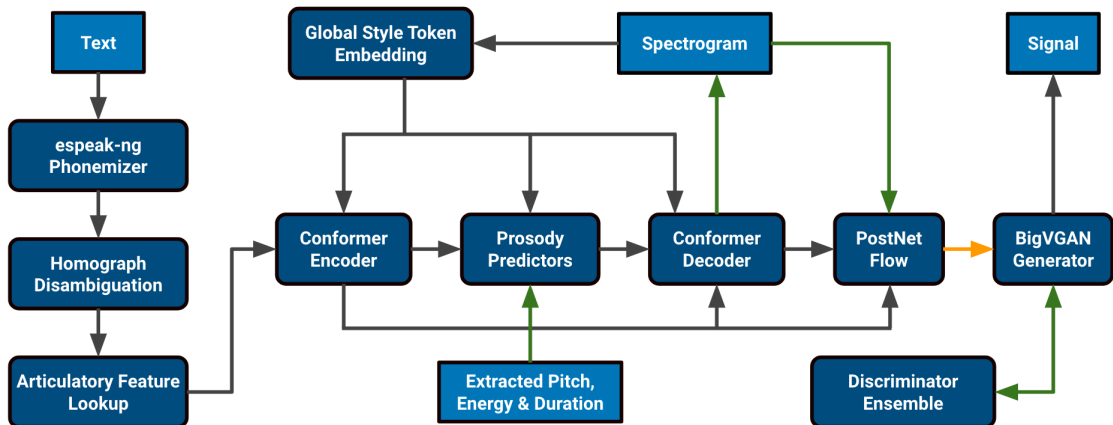 Text
Global Style Token
Embedding
Spectrogram
Signal
espeak-ng
Phonemizer
Homograph
Disambiguation
Articulatory Feature
Lookup
Conformer
Encoder
Prosody
Predictors
Conformer
Decoder
PostNet
Flow
BigVGAN
Generator
Extracted Pitch,
Energy & Duration
Discriminator
Ensemble